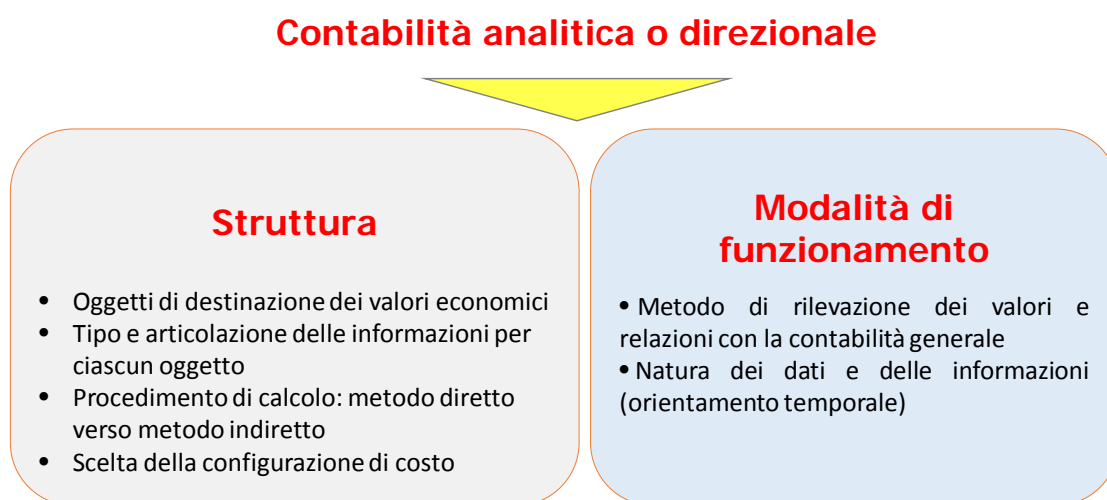 Contabilità analitica o direzionale
Struttura
• Oggetti di destinazione dei valori economici
• Tipo e articolazione delle informazioni per
ciascun oggetto
• Procedimento di calcolo: metodo diretto
verso metodo indiretto
• Scelta della configurazione di costo
Modalità di
funzionamento
• Metodo di rilevazione dei valori e
relazioni con la contabilità generale
• Natura dei dati e delle informazioni
(orientamento temporale)